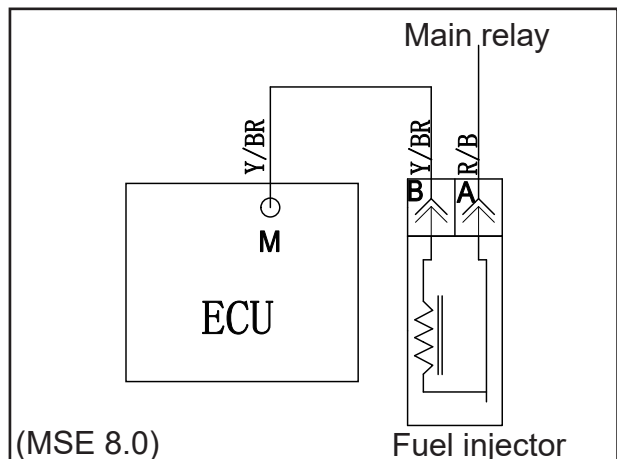 Main relay
Y/BR
Y/BR
R/B
B
A
M
ECU
(MSE 8.0)
Fuel injector